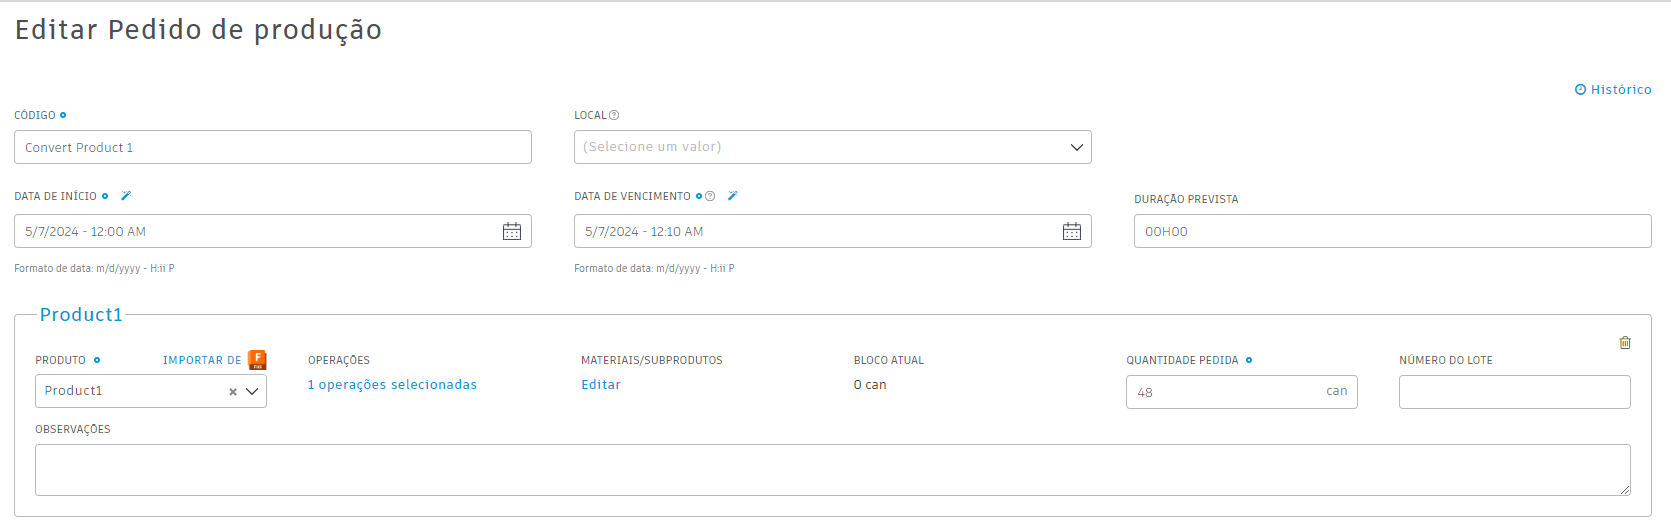 Editar Pedido de produção
Histórico
CÓDIGO
LOCAL
Convert Product 1
(Selecione um valor)
DATA DE INÍCIO
DATA DE VENCIMENTO
DURAÇÃO PREVISTA
5/7/2024 - 12:00 AM
5/7/2024 - 12:10 AM
00H00
Formato de data: m/d/yyyy - H:ii P
Formato de data: m/d/yyyy - H:ii P
Product1
PRODUTO
IMPORTAR DE
F
OPERAÇÕES
MATERIAIS/SUBPRODUTOS
BLOCO ATUAL
QUANTIDADE PEDIDA
NÚMERO DO LOTE
Product1
1 operações selecionadas
Editar
0 can
48
can
OBSERVAÇÕES